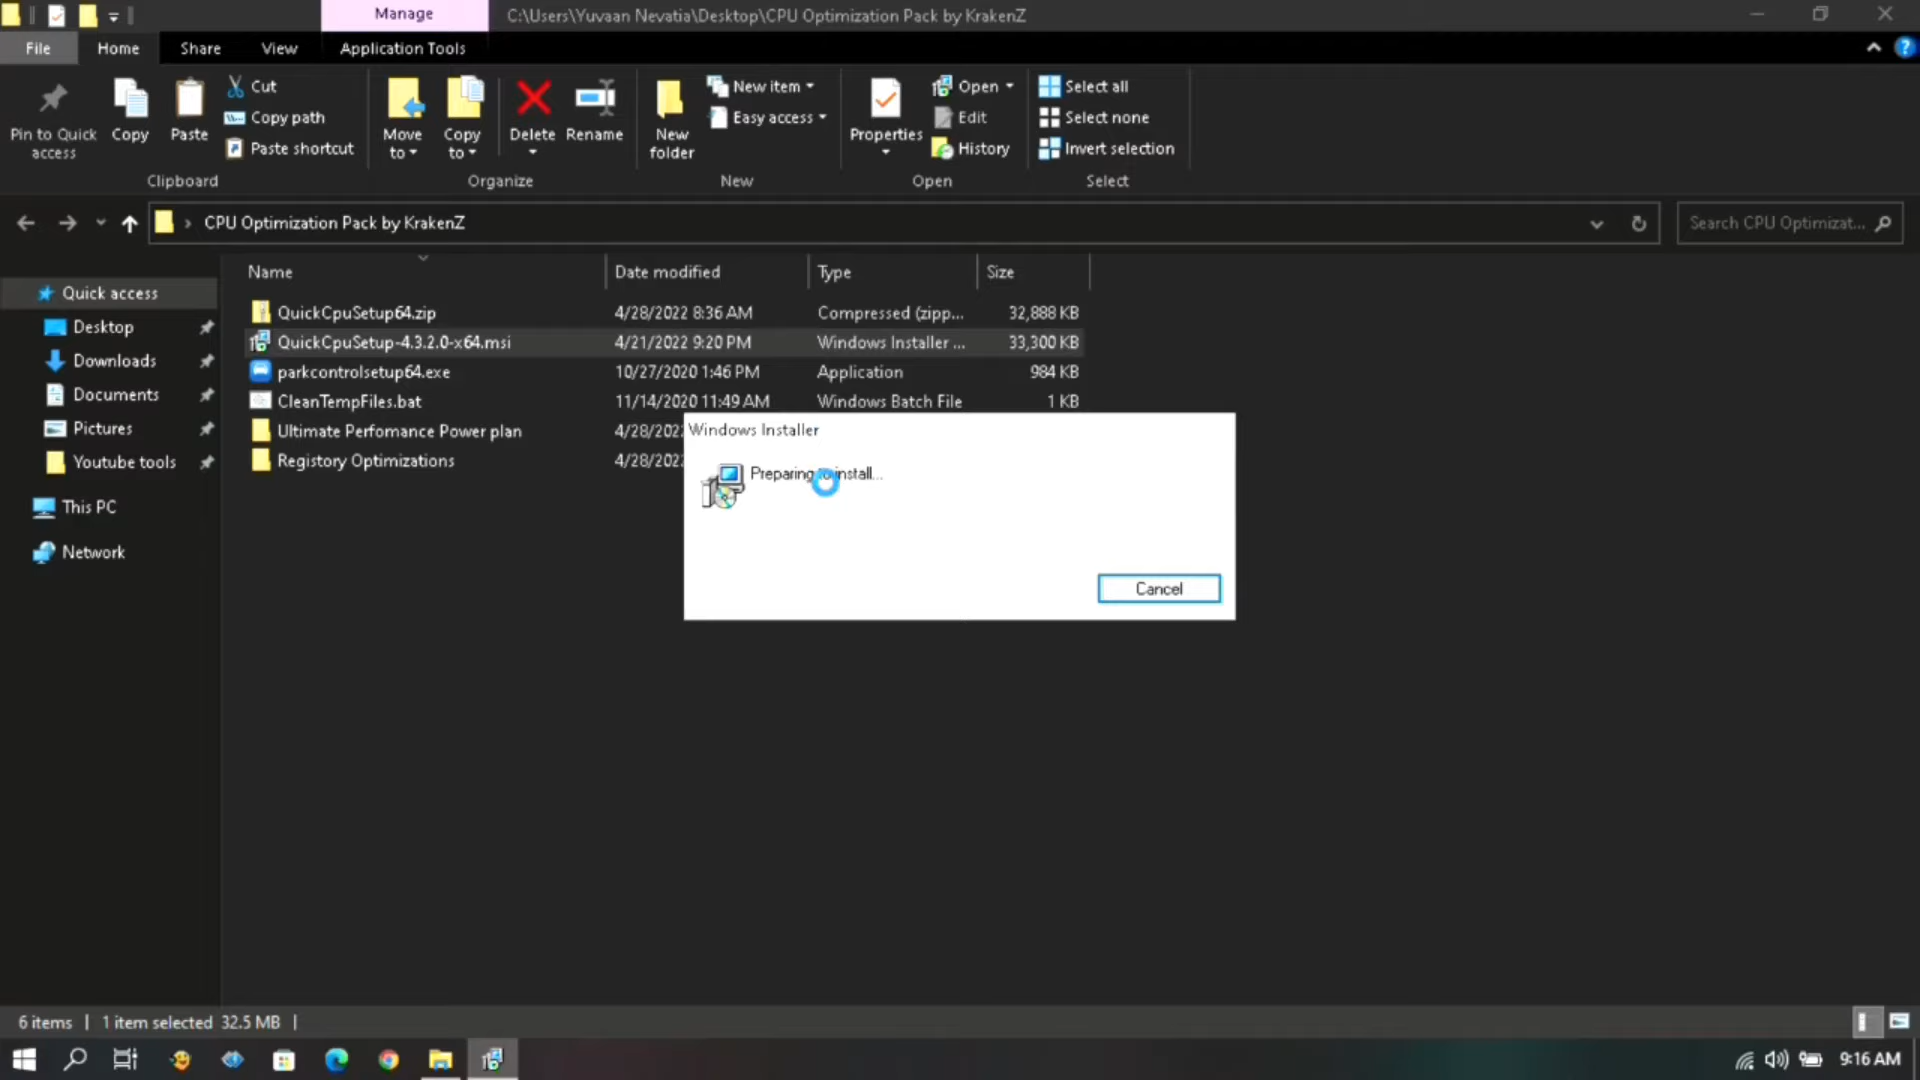 Manage
C:\Users\Yuvaan Nevatia\Desktop\CPU Optimization Pack by KrakenZ
File
Home
Share
View
Application Tools
Pin to Quick access
Copy
Paste
Cut
Copy path
Paste shortcut
Clipboard
Move to
Copy to
Delete
Rename
Organize
New folder
New item
Easy access
New
Properties
Open
Edit
History
Open
Select all
Select none
Invert selection
Select
CPU Optimization Pack by KrakenZ
Search CPU Optimizat...
Name Date modified Type Size
Quick access
Desktop
Downloads
Documents
Pictures
Youtube tools
This PC
Network
QuickCpuSetup64.zip 4/28/2022 8:36 AM Compressed (zipp... 32,888 KB
QuickCpuSetup-4.3.2.0-x64.msi 4/21/2022 9:20 PM Windows Installer ... 33,300 KB
parkcontrolsetup64.exe 10/27/2020 1:46 PM Application 984 KB
CleanTempFiles.bat 11/14/2020 11:49 AM Windows Batch File 1 KB
Ultimate Perfomance Power plan 4/28/202
Registory Optimizations 4/28/202
Windows Installer
Preparing to install...
Cancel
6 items 1 item selected 32.5 MB
9:16 AM